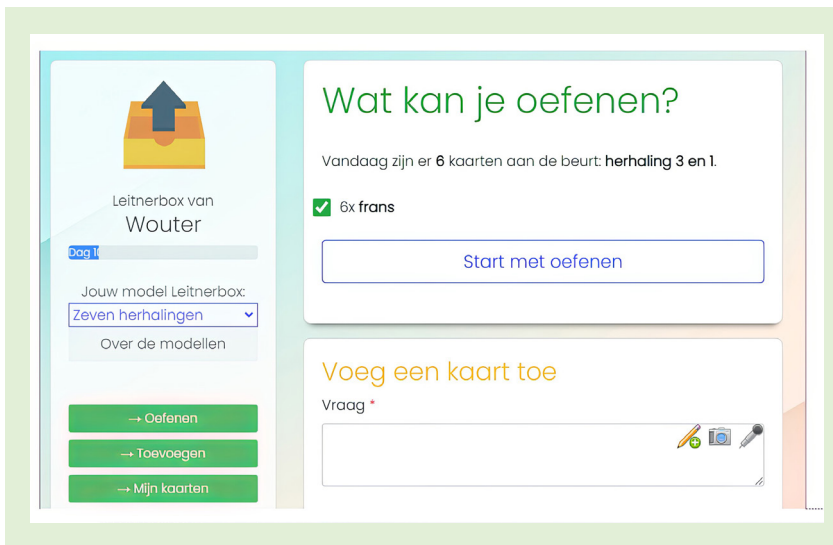 Leitnerbox van
Wouter
Dag
Jouw model Leitnerbox:
Zeven herhalingen
Over de modellen
→ Oefenen
→ Toevoegen
→ Mijn kaarten
Wat kan je oefenen?
Vandaag zijn er 6 kaarten aan de beurt: herhaling 3 en 1.
6x frans
Start met oefenen
Voeg een kaart toe
Vraag *